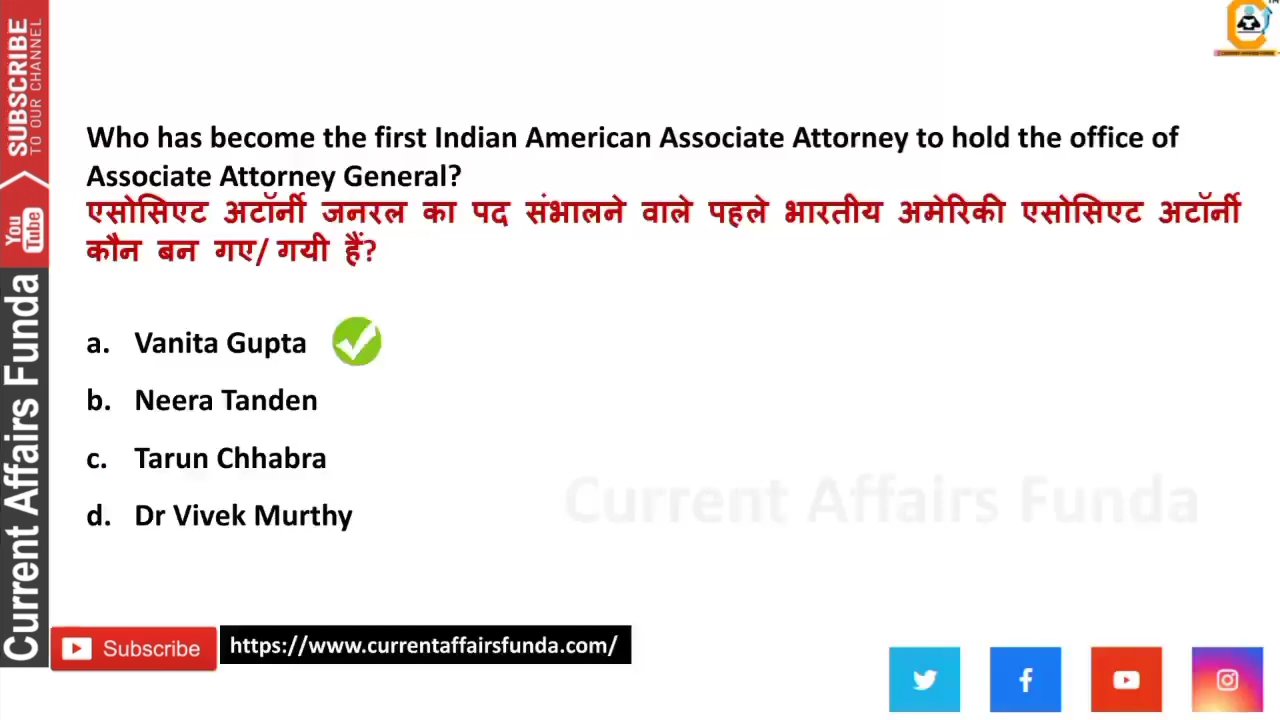 SUBSCRIBE
TO OUR CHANNEL
You
Tube
Current Affairs Funda
TM
Who has become the first Indian American Associate Attorney to hold the office of
Associate Attorney General?
एसोसिएट अटॉर्नी जनरल का पद संभालने वाले पहले भारतीय अमेरिकी एसोसिएट अटॉर्नी
कौन बन गए/ गयी हैं?
a. Vanita Gupta
b. Neera Tanden
c. Tarun Chhabra
d. Dr Vivek Murthy
Current Affairs Funda
Subscribe
https://www.currentaffairsfunda.com/